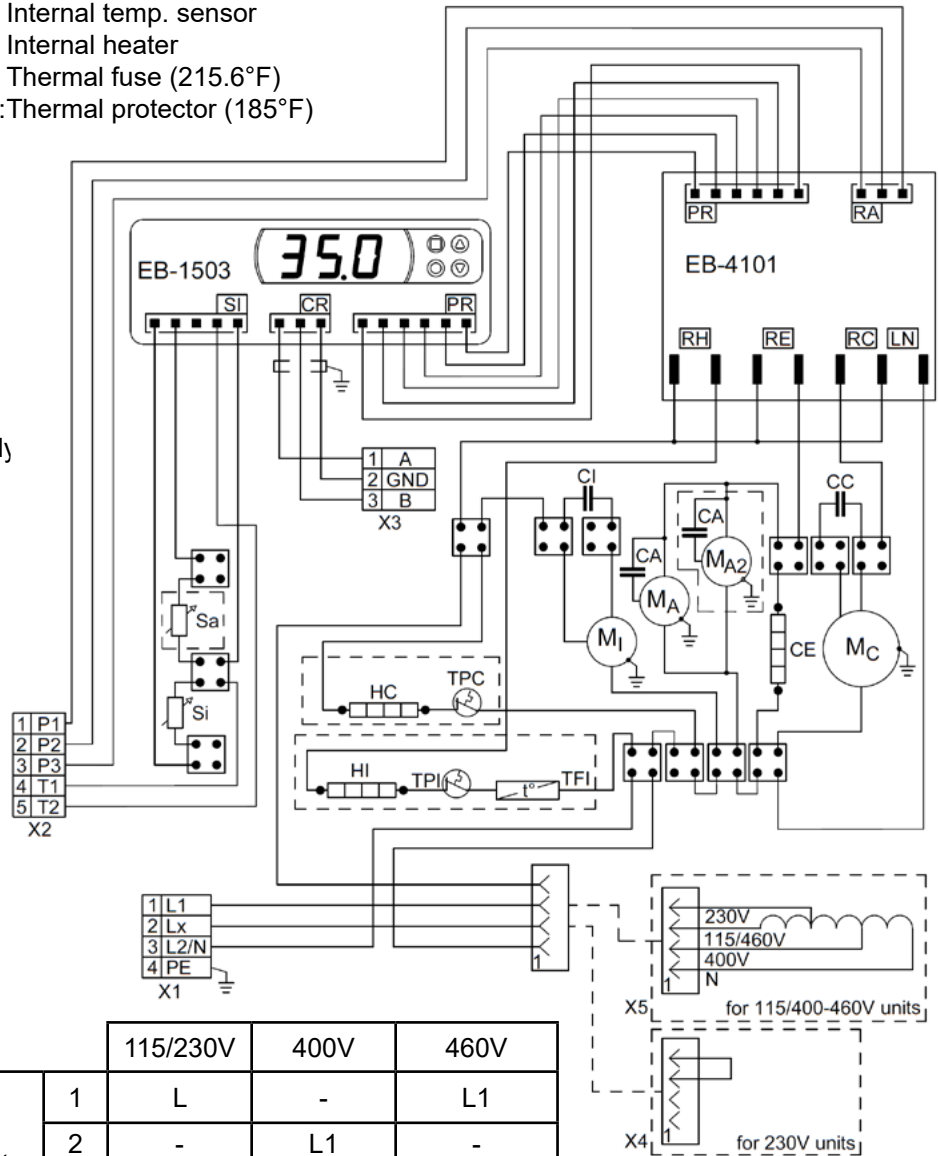 Internal temp. sensor
Internal heater
Thermal fuse (215.6°F)
:Thermal protector (185°F)
EB-1503
35.0
SI
CR
PR
PR
RA
EB-4101
RH
RE
RC
LN
1 A
2 GND
3 B
X3
CI
CC
CA
CA
MA2
MA
MI
CE
MC
Sa
Si
HC
TPC
HI
TPI
t°
TFI
1 P1
2 P2
3 P3
4 T1
5 T2
X2
1 L1
2 Lx
3 L2/N
4 PE
X1
1
230V
115/460V
400V
N
1
X5
for 115/400-460V units
1
X4
for 230V units
115/230V 400V 460V
1 L - L1
2 - L1 -